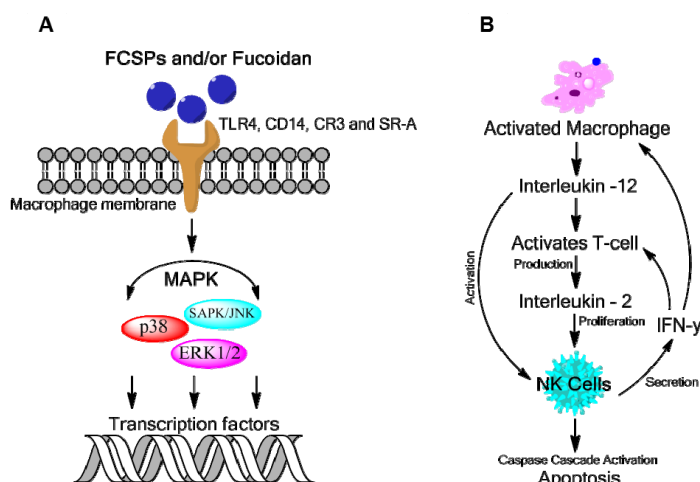 A
FCSPs and/or Fucoidan
TLR4, CD14, CR3 and SR-A
Macrophage membrane
MAPK
SAPK/JNK
p38
ERK1/2
Transcription factors
B
Activated Macrophage
Interleukin -12
Activates T-cell
Production
Activation
Interleukin - 2
Proliferation
IFN-y
NK Cells
Secretion
Caspase Cascade Activation
Apoptosis